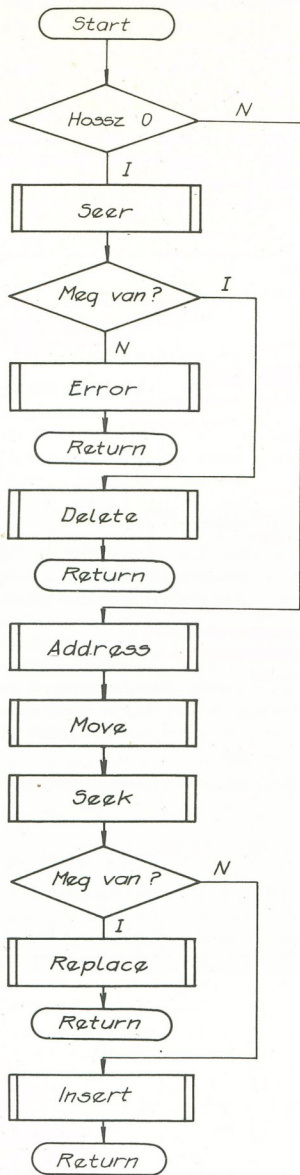 Start
Hossz 0
N
I
Seer
Meg van?
I
N
Error
Return
Delete
Return
Address
Move
Seek
Meg van?
N
I
Replace
Return
Insert
Return